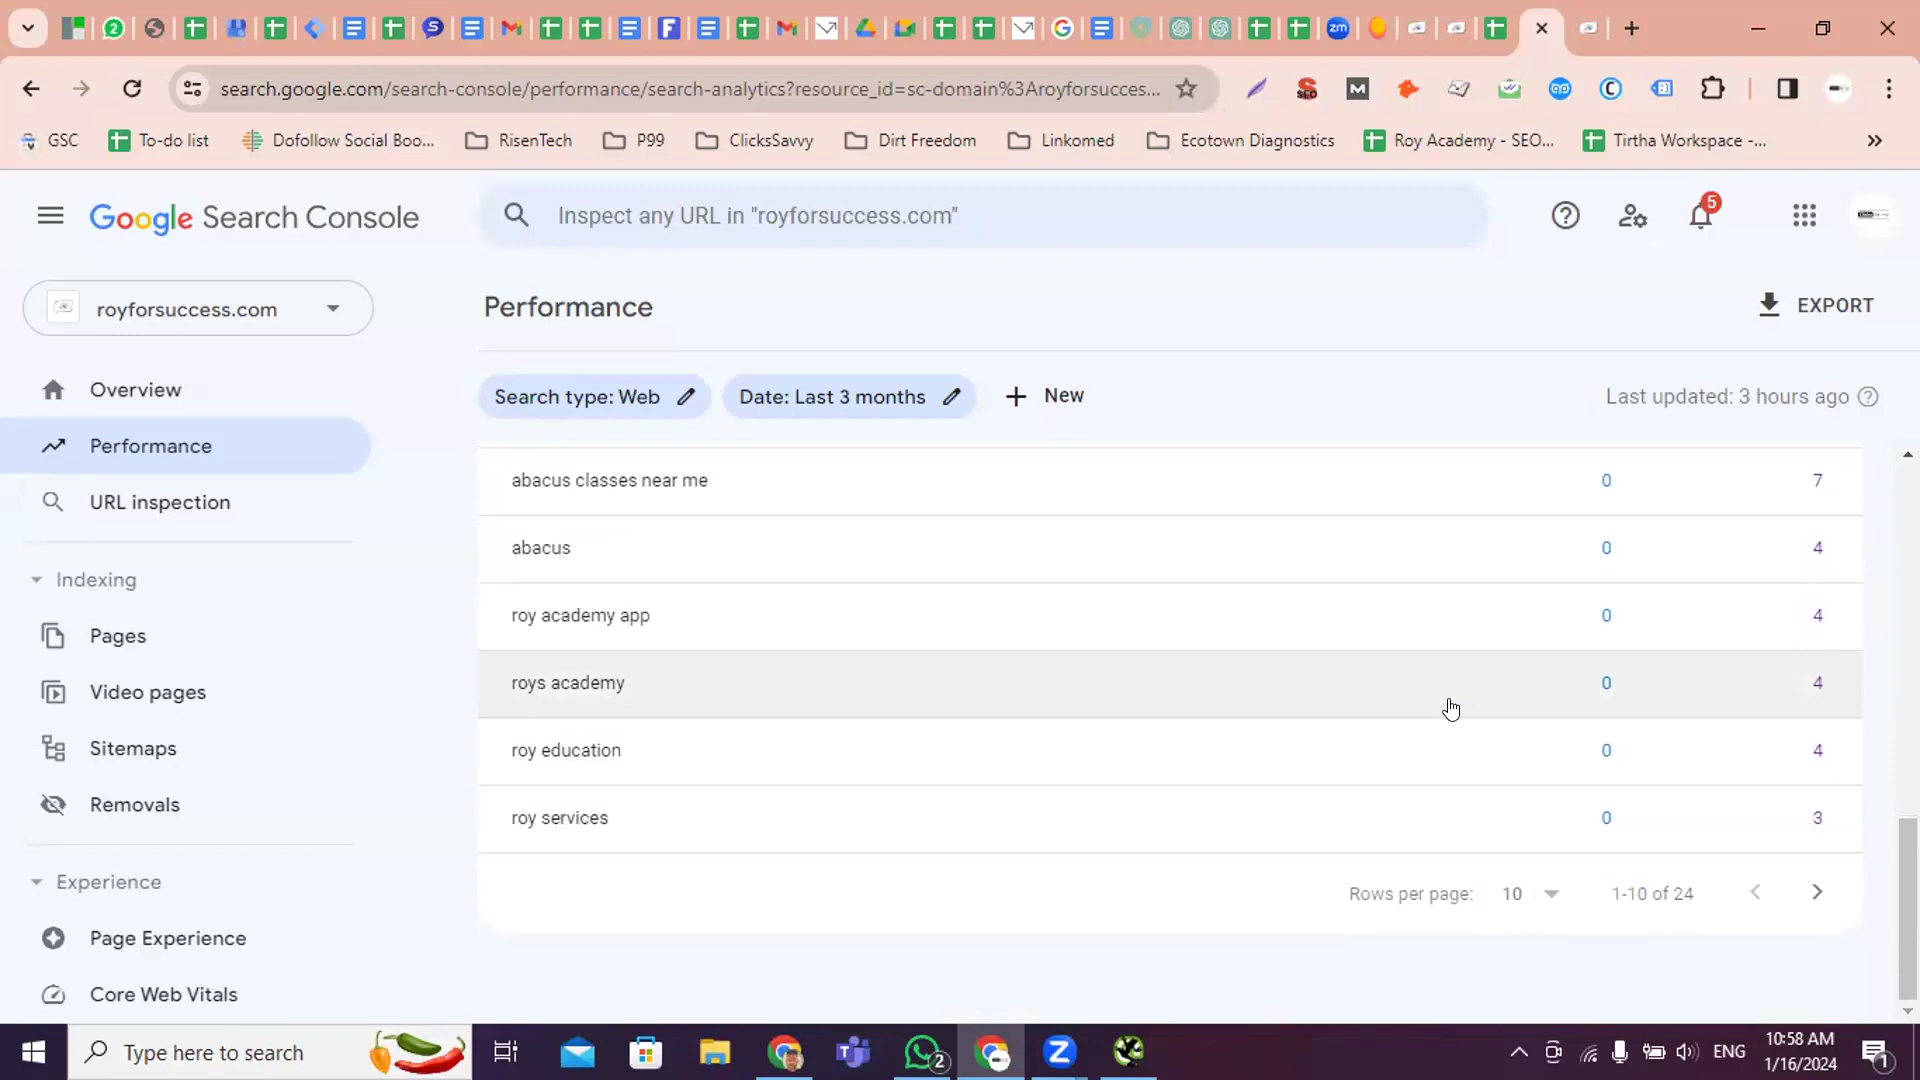 search.google.com/search-console/performance/search-analytics?resource_id=sc-domain%3Aroyforsucces...
GSC To-do list Dofollow Social Boo... RisenTech P99 ClicksSavvy Dirt Freedom Linkomed Ecotown Diagnostics Roy Academy - SEO... Tirtha Workspace -...
Google Search Console
Inspect any URL in "royforsuccess.com"
5
royforsuccess.com
Performance
EXPORT
Overview
Search type: Web
Date: Last 3 months
New
Last updated: 3 hours ago
Performance
abacus classes near me 0 7
URL inspection
abacus 0 4
Indexing
roy academy app 0 4
Pages
roys academy 0 4
Video pages
Sitemaps
roy education 0 4
Removals
roy services 0 3
Experience
Rows per page: 10 1-10 of 24
Page Experience
Core Web Vitals
Type here to search
2
ENG
10:58 AM
1/16/2024
1